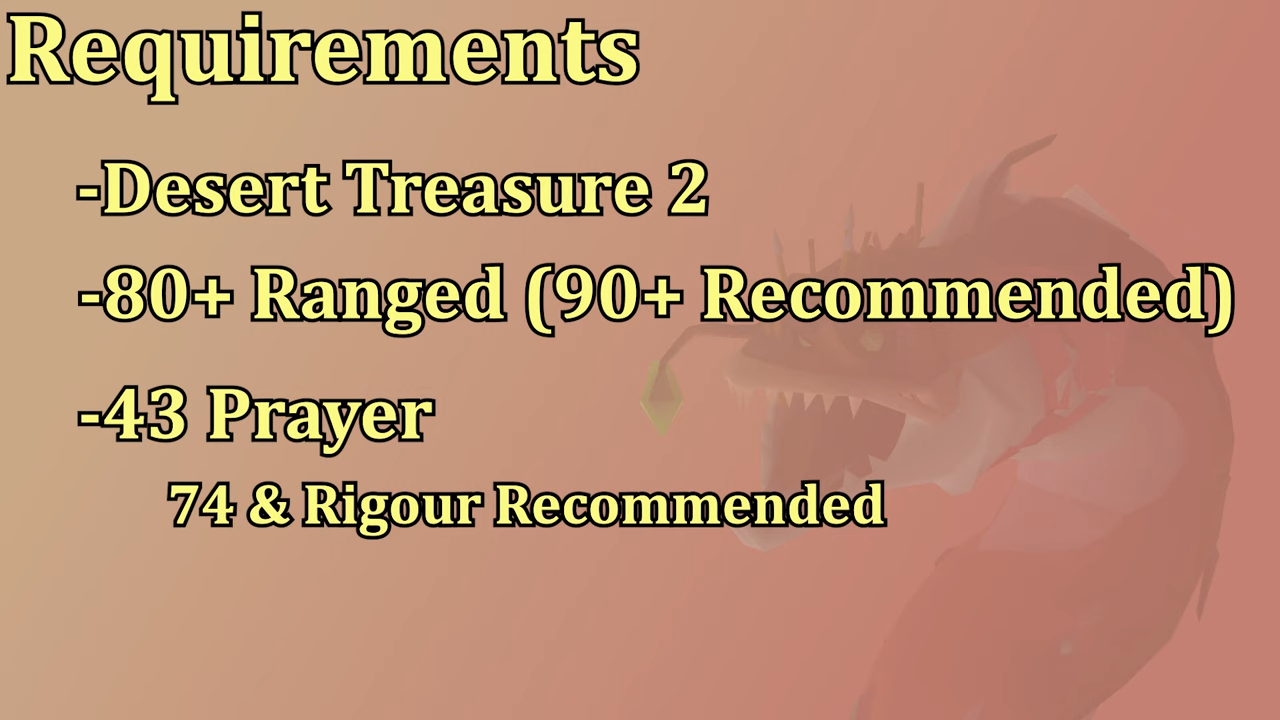 Requirements
-Desert Treasure 2
-80+ Ranged (90+ Recommended)
-43 Prayer
74 & Rigour Recommended